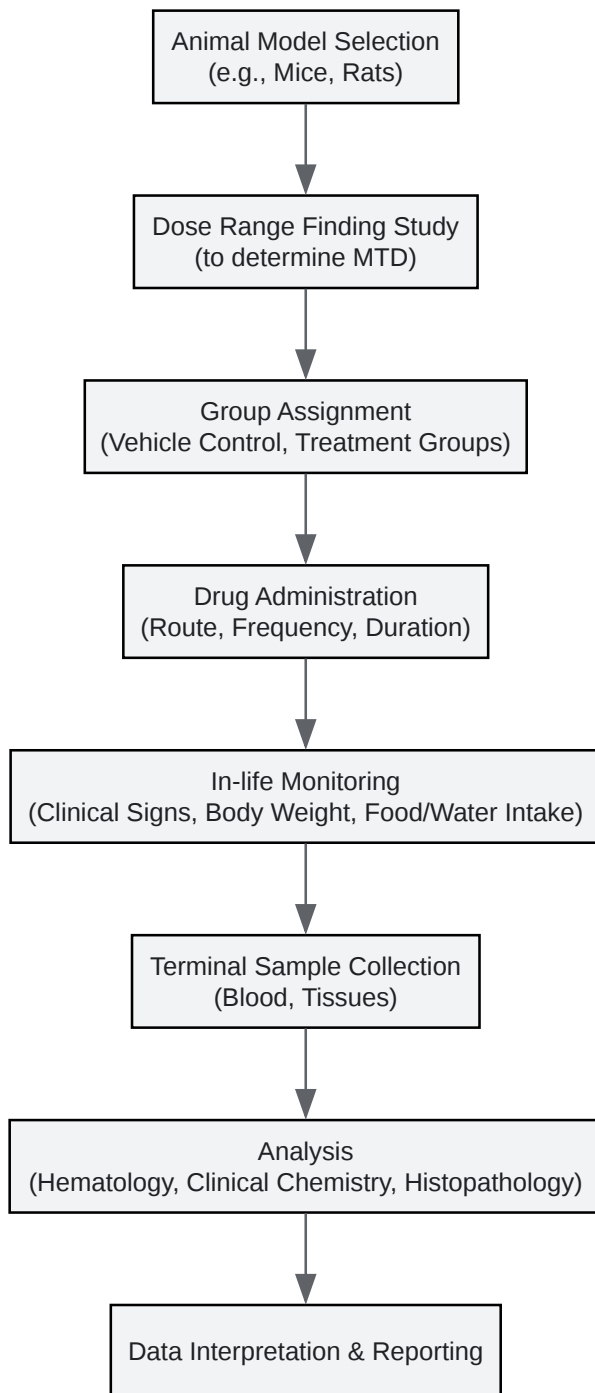 Animal Model Selection
(e.g., Mice, Rats)
Dose Range Finding Study
(to determine MTD)
Group Assignment
(Vehicle Control, Treatment Groups)
Drug Administration
(Route, Frequency, Duration)
In-life Monitoring
(Clinical Signs, Body Weight, Food/Water Intake)
Terminal Sample Collection
(Blood, Tissues)
Analysis
(Hematology, Clinical Chemistry, Histopathology)
Data Interpretation & Reporting